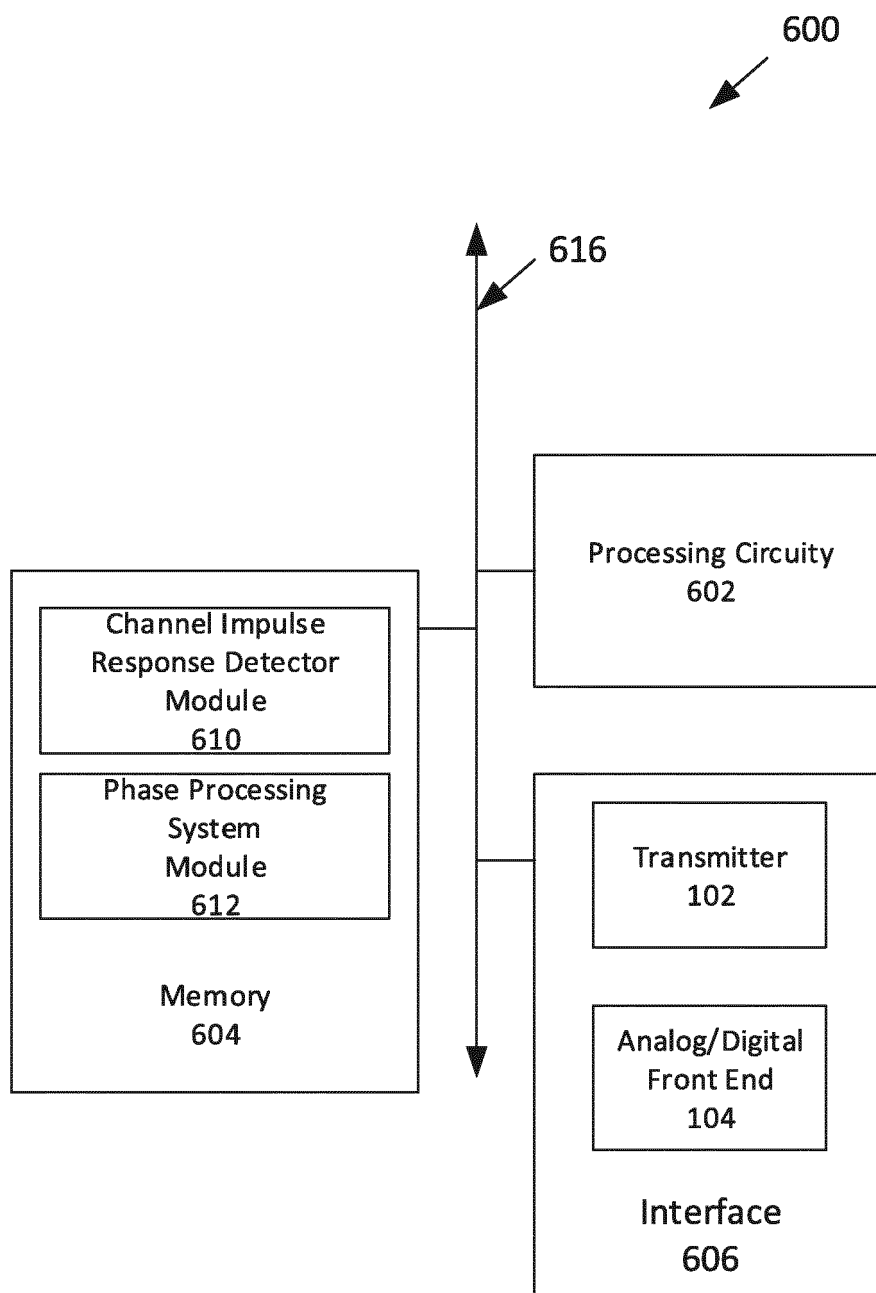 600
616
Processing Circuity
602
Channel Impulse
Response Detector
Module
610
Phase Processing
System
Module
612
Memory
604
Transmitter
102
Analog/Digital
Front End
104
Interface
606